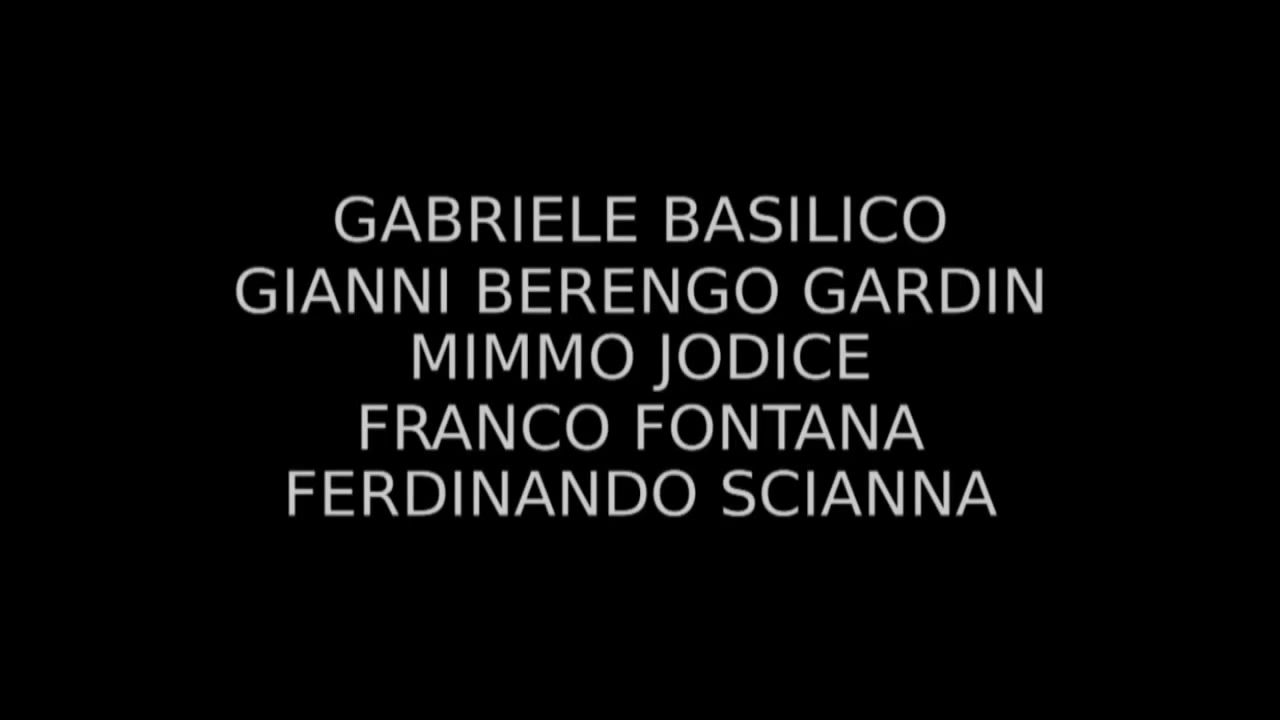 GABRIELE BASILICO
GIANNI BERENGO GARDIN
MIMMO JODICE
FRANCO FONTANA
FERDINANDO SCIANNA